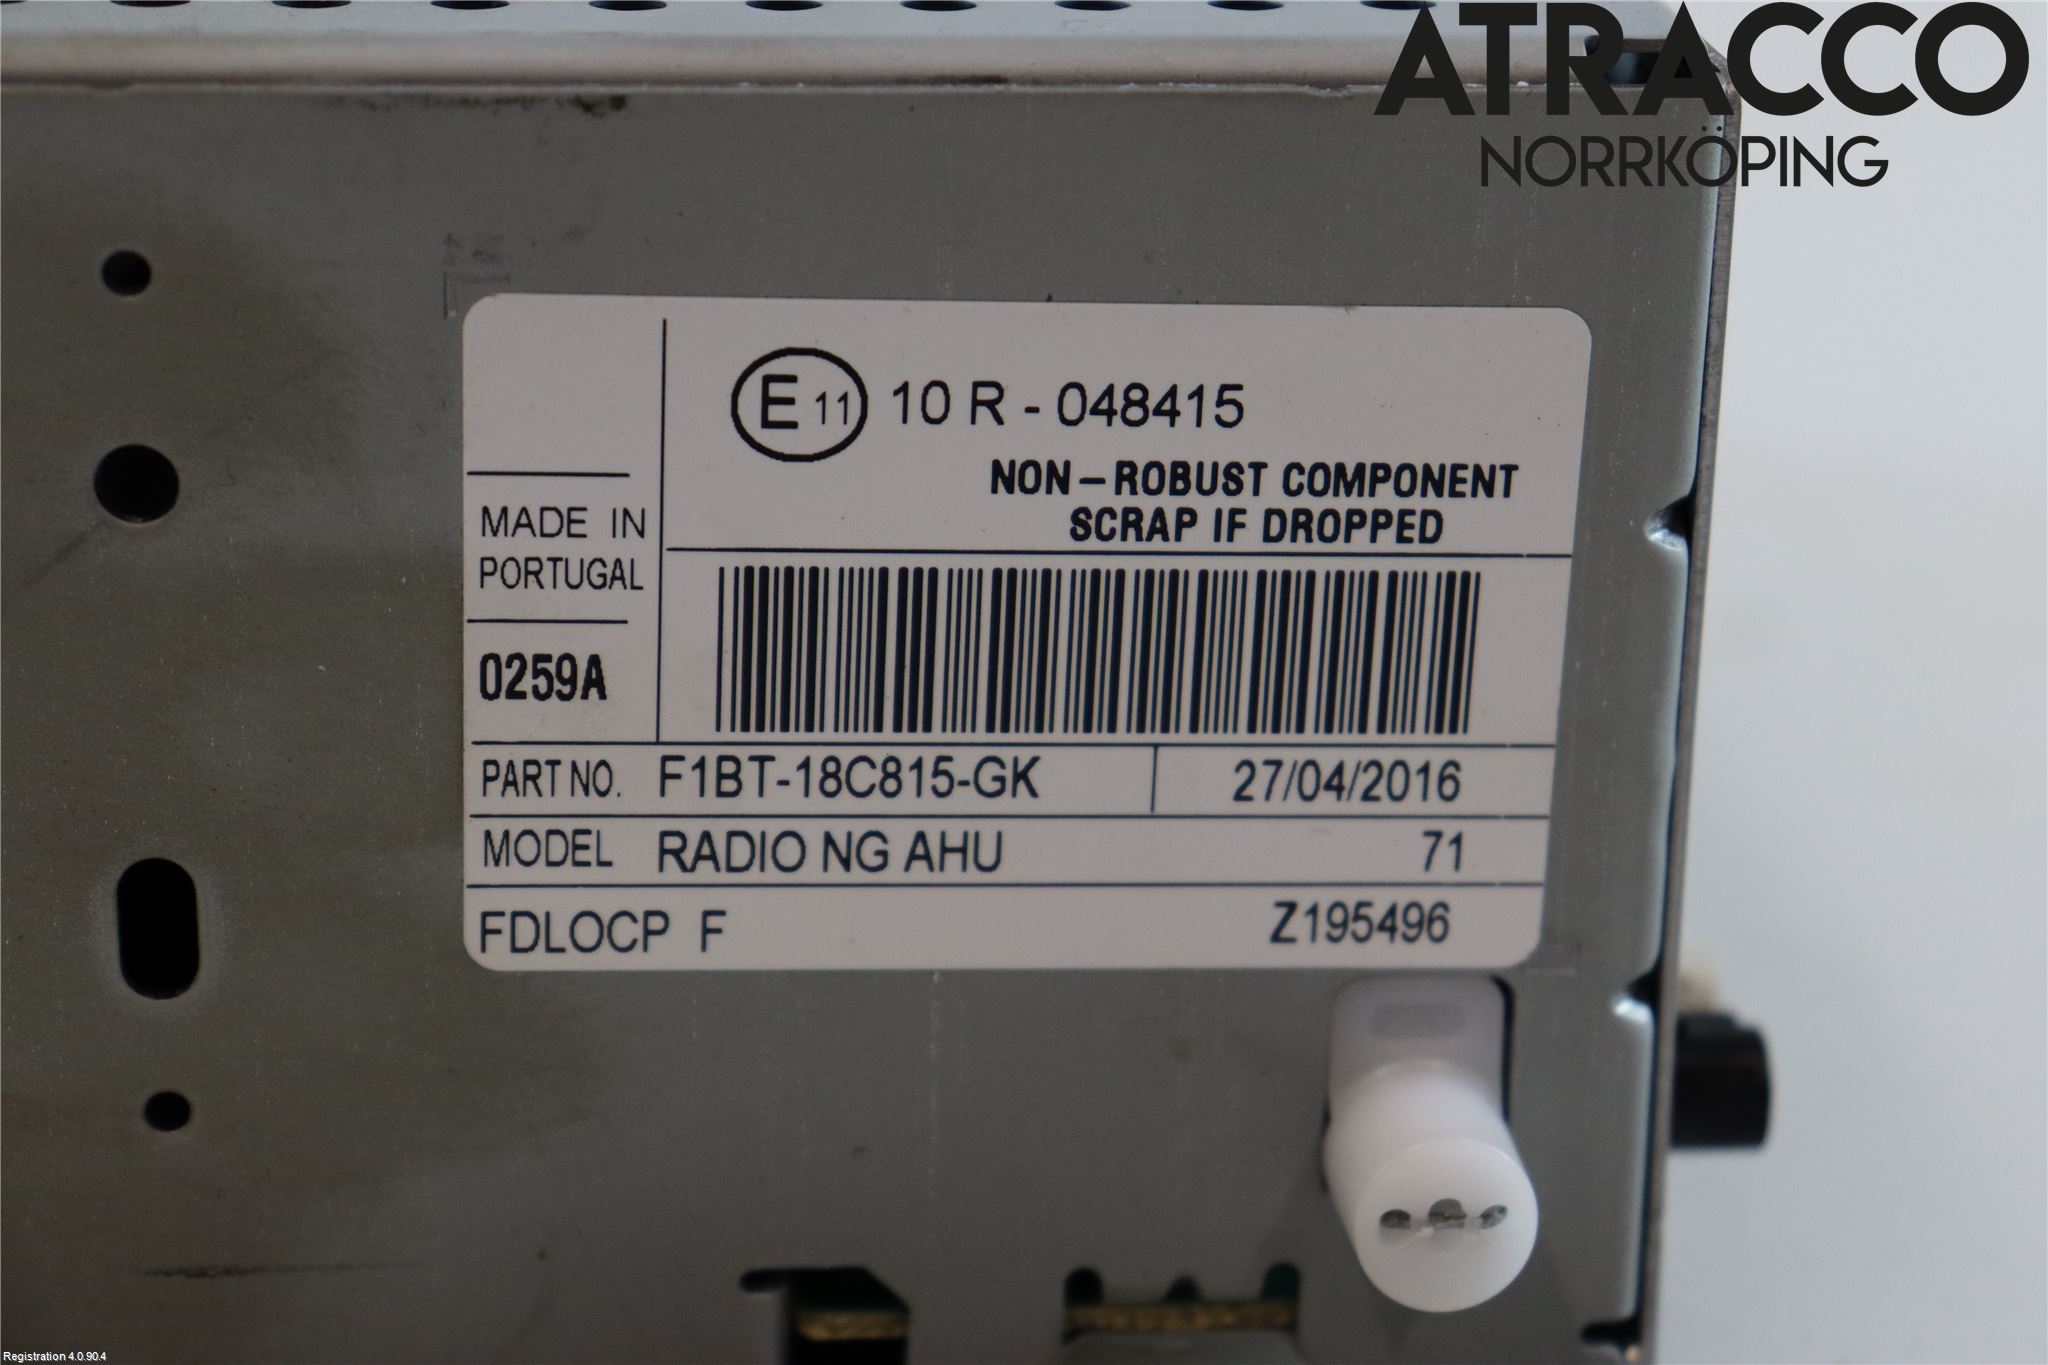 ATRACCO
NORRKÖPING
E 11 10 R - 048415
NON-ROBUST COMPONENT
SCRAP IF DROPPED
MADE IN
PORTUGAL
0259A
PART NO. F1BT-18C815-GK 27/04/2016
MODEL RADIO NG AHU 71
FDLOCP F Z195496
Registration 4.0.90.4